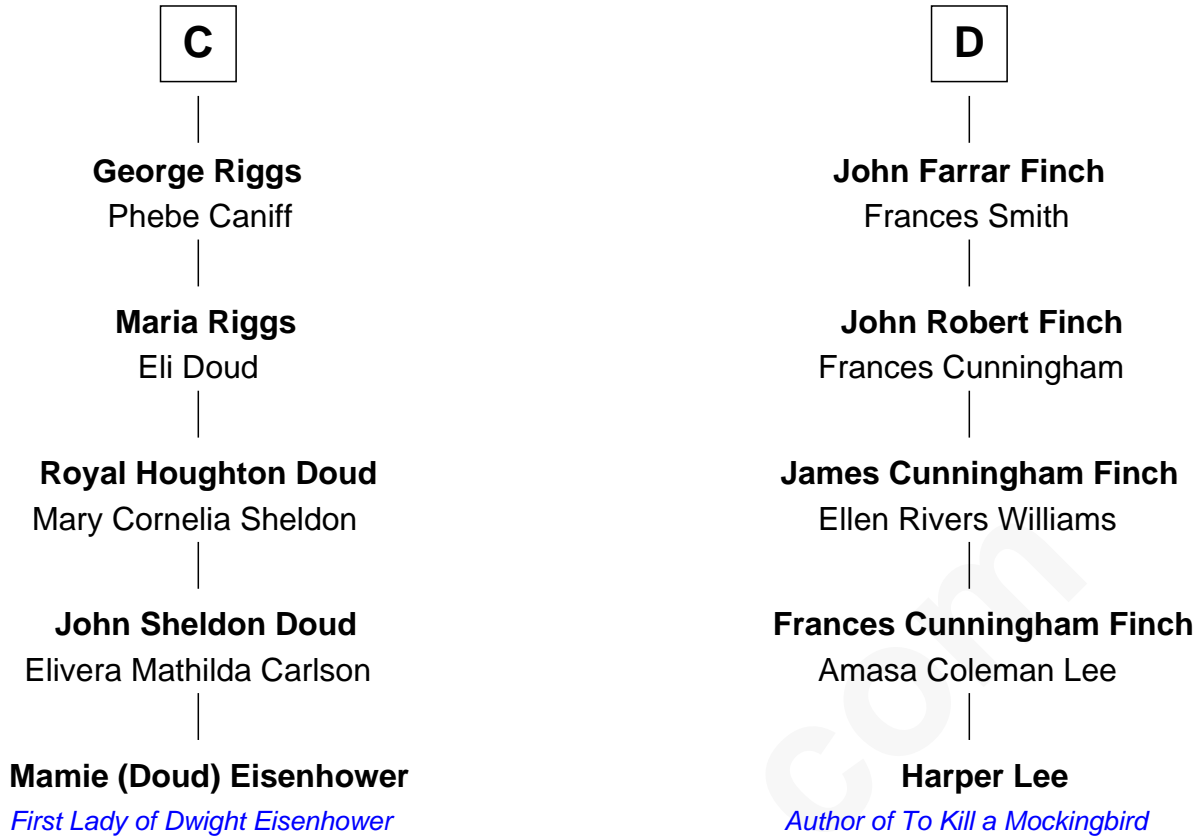 C
George Riggs
Phebe Caniff
Maria Riggs
Eli Doud
Royal Houghton Doud
Mary Cornelia Sheldon
John Sheldon Doud
Elivera Mathilda Carlson
Mamie (Doud) Eisenhower
First Lady of Dwight Eisenhower
D
John Farrar Finch
Frances Smith
John Robert Finch
Frances Cunningham
James Cunningham Finch
Ellen Rivers Williams
Frances Cunningham Finch
Amasa Coleman Lee
Harper Lee
Author of To Kill a Mockingbird
com